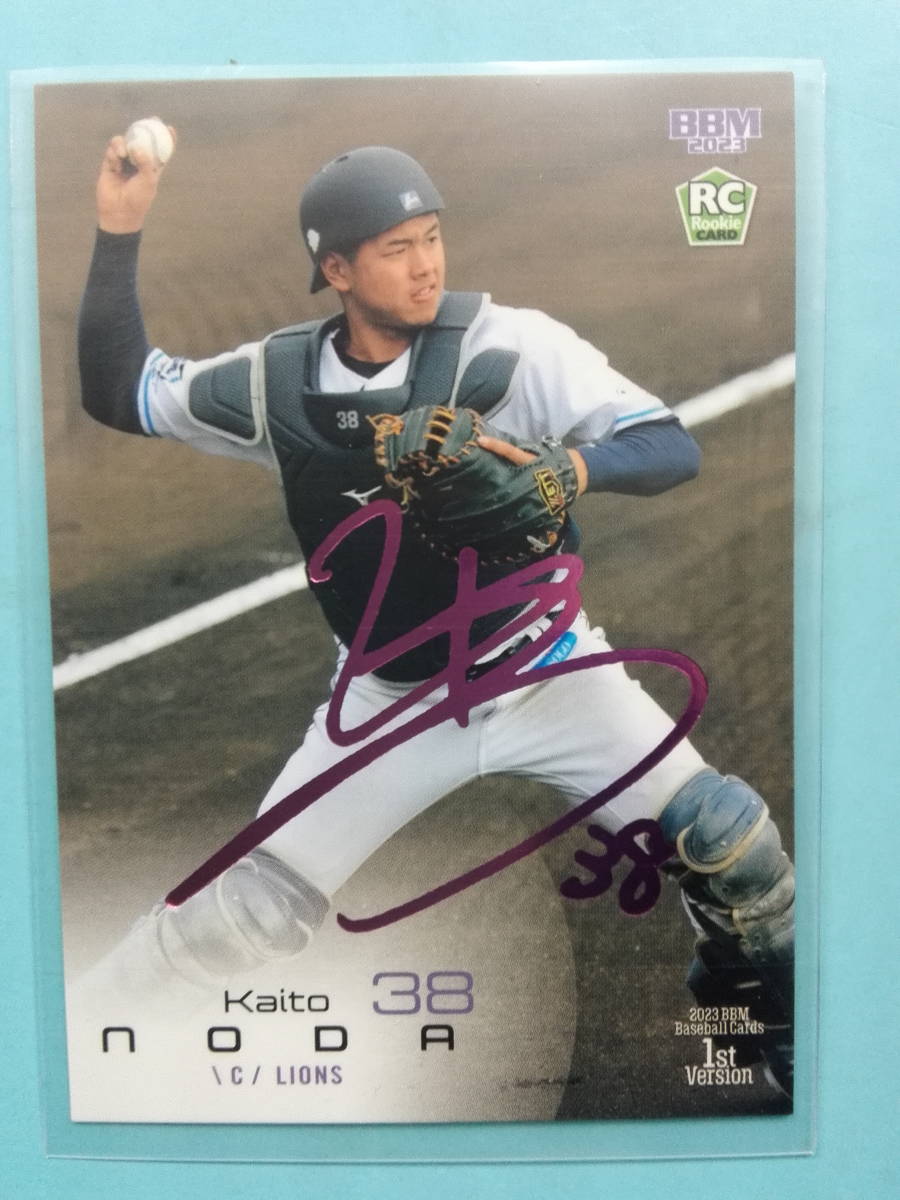 BBM
2023
RC
Rookie
CARD
38
38
Kaito 38
NODA
\ C / LIONS
2023 BBM
Baseball Cards
1st
Version